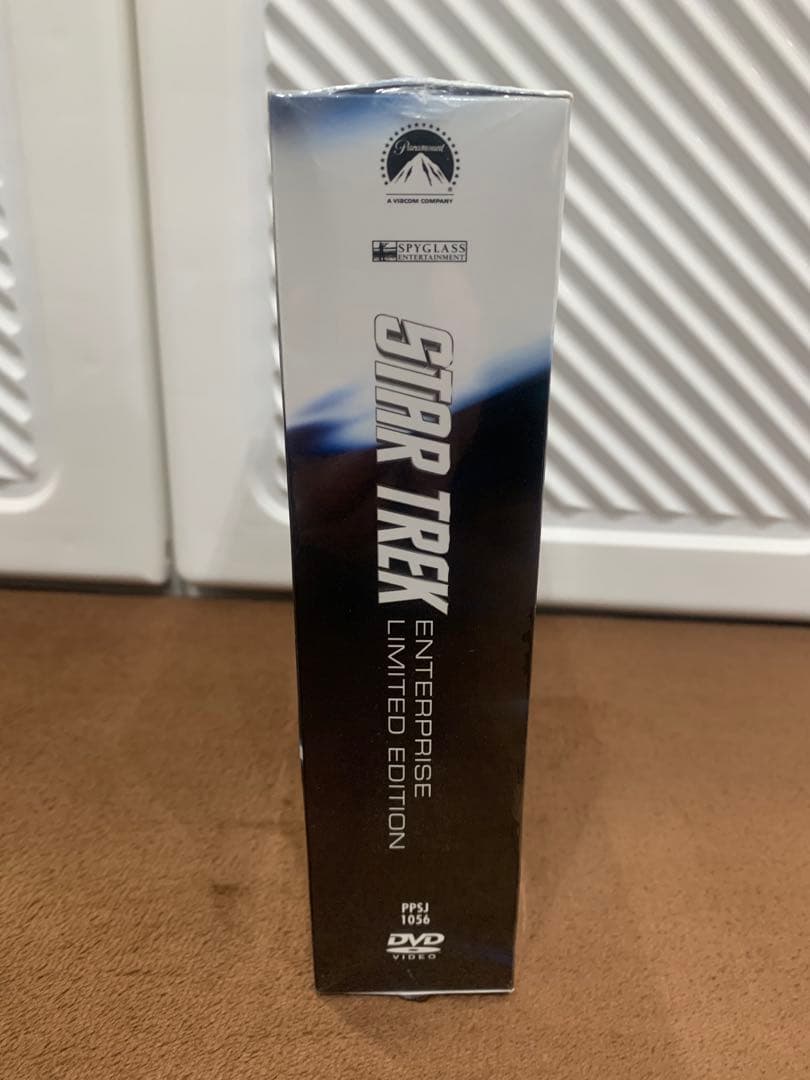 Paramount
A VIACOM COMPANY
SPYGLASS
ENTERTAINMENT
STAR TREK
ENTERPRISE
LIMITED EDITION
PPSJ
1056
DVD
VIDEO